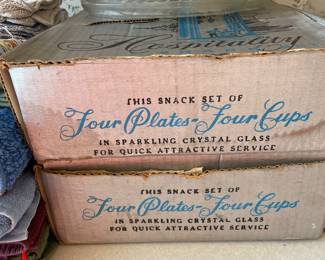 Hospitality
THIS SNACK SET OF
Four Plates-Four Cups
IN SPARKLING CRYSTAL GLASS
FOR QUICK ATTRACTIVE SERVICE
THIS SNACK SET OF
Four Plates-Four Cups
IN SPARKLING CRYSTAL GLASS
FOR QUICK ATTRACTIVE SERVICE